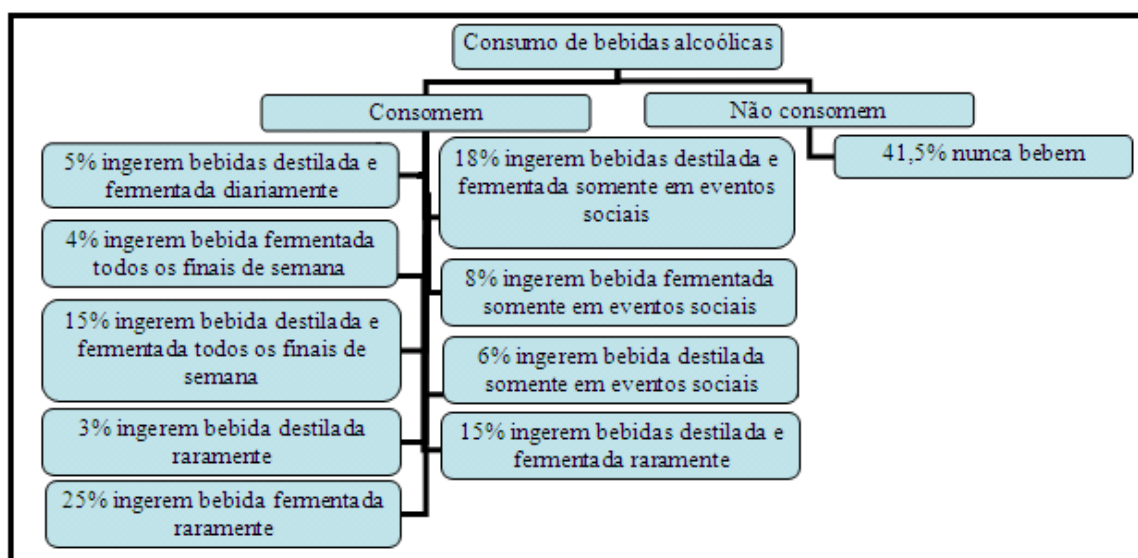 Consumo de bebidas alcoólicas
Consomem
Não consomem
5% ingerem bebidas destilada e
fermentada diariamente
4% ingerem bebida fermentada
todos os finais de semana
15% ingerem bebida destilada e
fermentada todos os finais de
semana
3% ingerem bebida destilada
raramente
25% ingerem bebida fermentada
raramente
18% ingerem bebidas destilada e
fermentada somente em eventos
sociais
8% ingerem bebida fermentada
somente em eventos sociais
6% ingerem bebida destilada
somente em eventos sociais
15% ingerem bebidas destilada e
fermentada raramente
41,5% nunca bebem